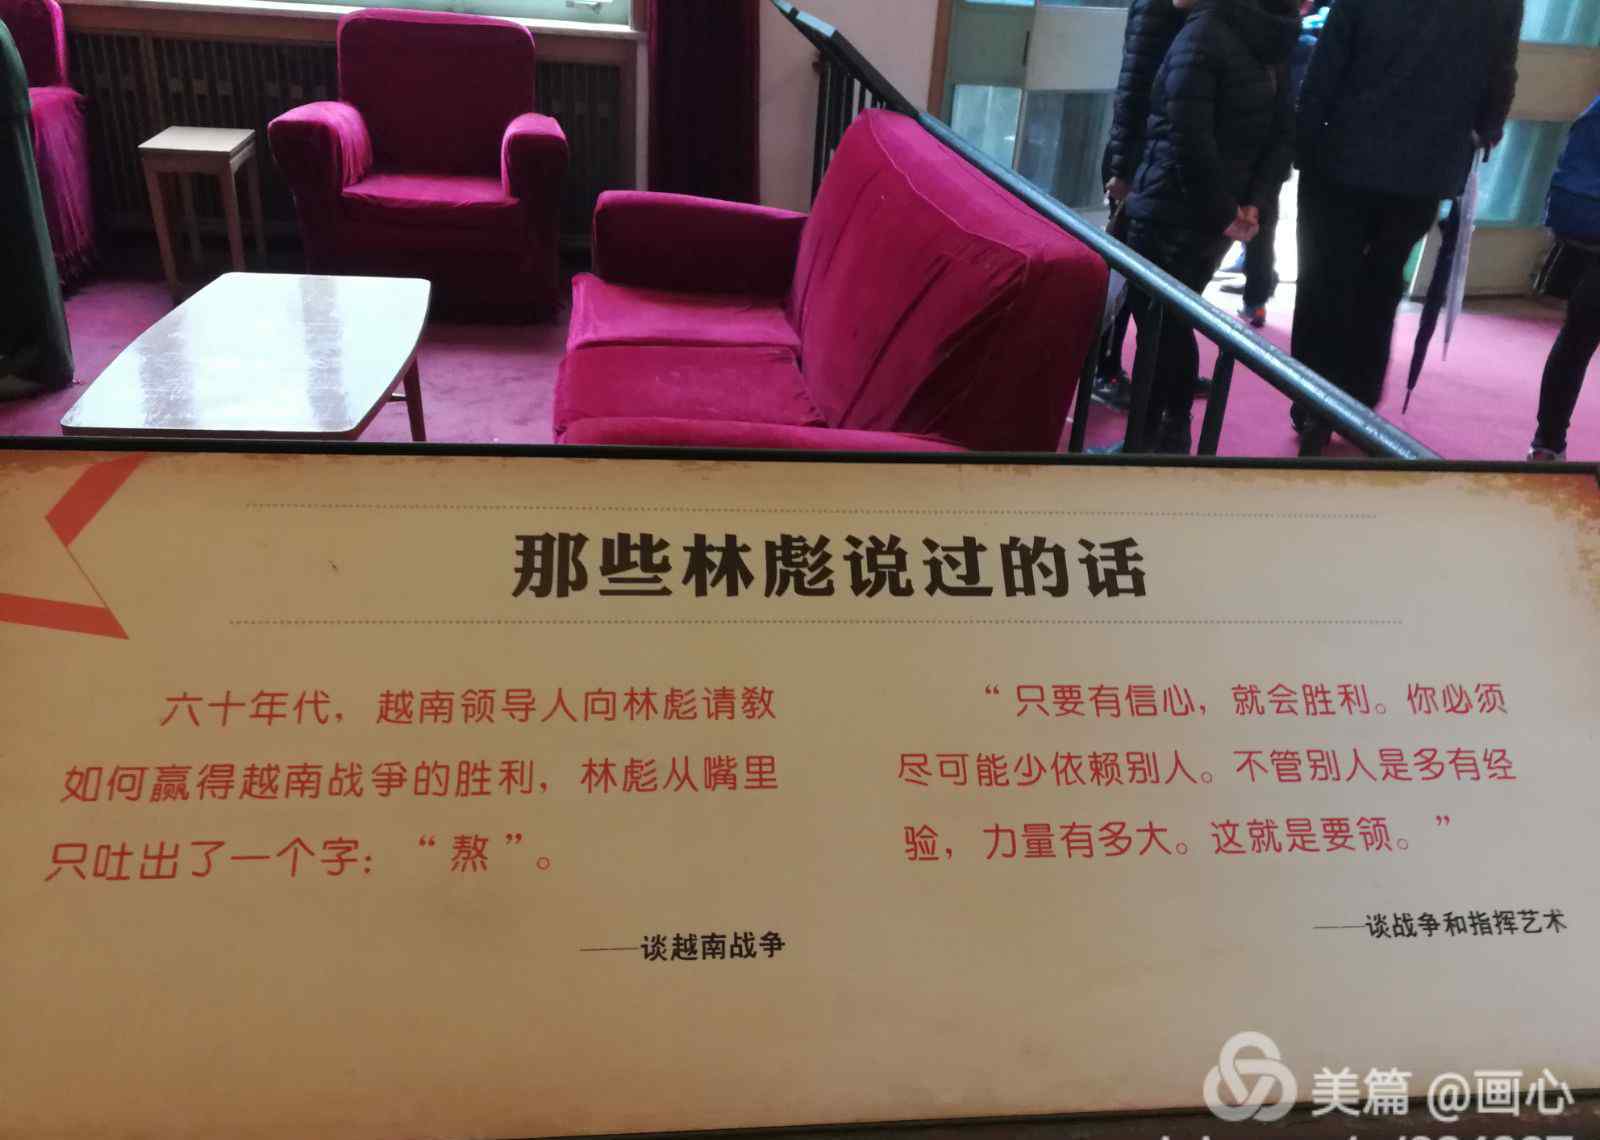 那些林彪说过的话
六十年代，越南领导人向林彪请教
如何赢得越南战争的胜利，林彪从嘴里
只吐出了一个字：“熬”。
——谈越南战争
“只要有信心，就会胜利。你必须
尽可能少依赖别人。不管别人是多有经
验，力量有多大。这就是要领。”
——谈战争和指挥艺术
美篇 @画心